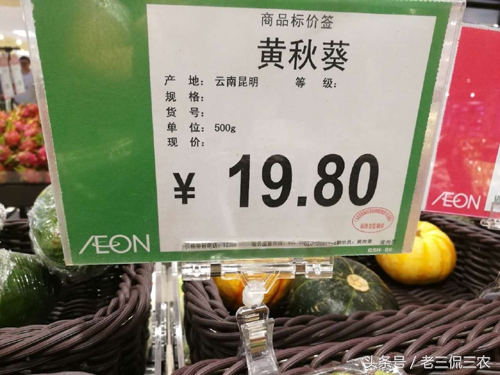 商品标价签
黄秋葵
产 地: 云南昆明 等 级:
规 格:
货 号:
单 位: 500g
现 价:
¥ 19.80
AEON
AEON
头条号／老三侃三农